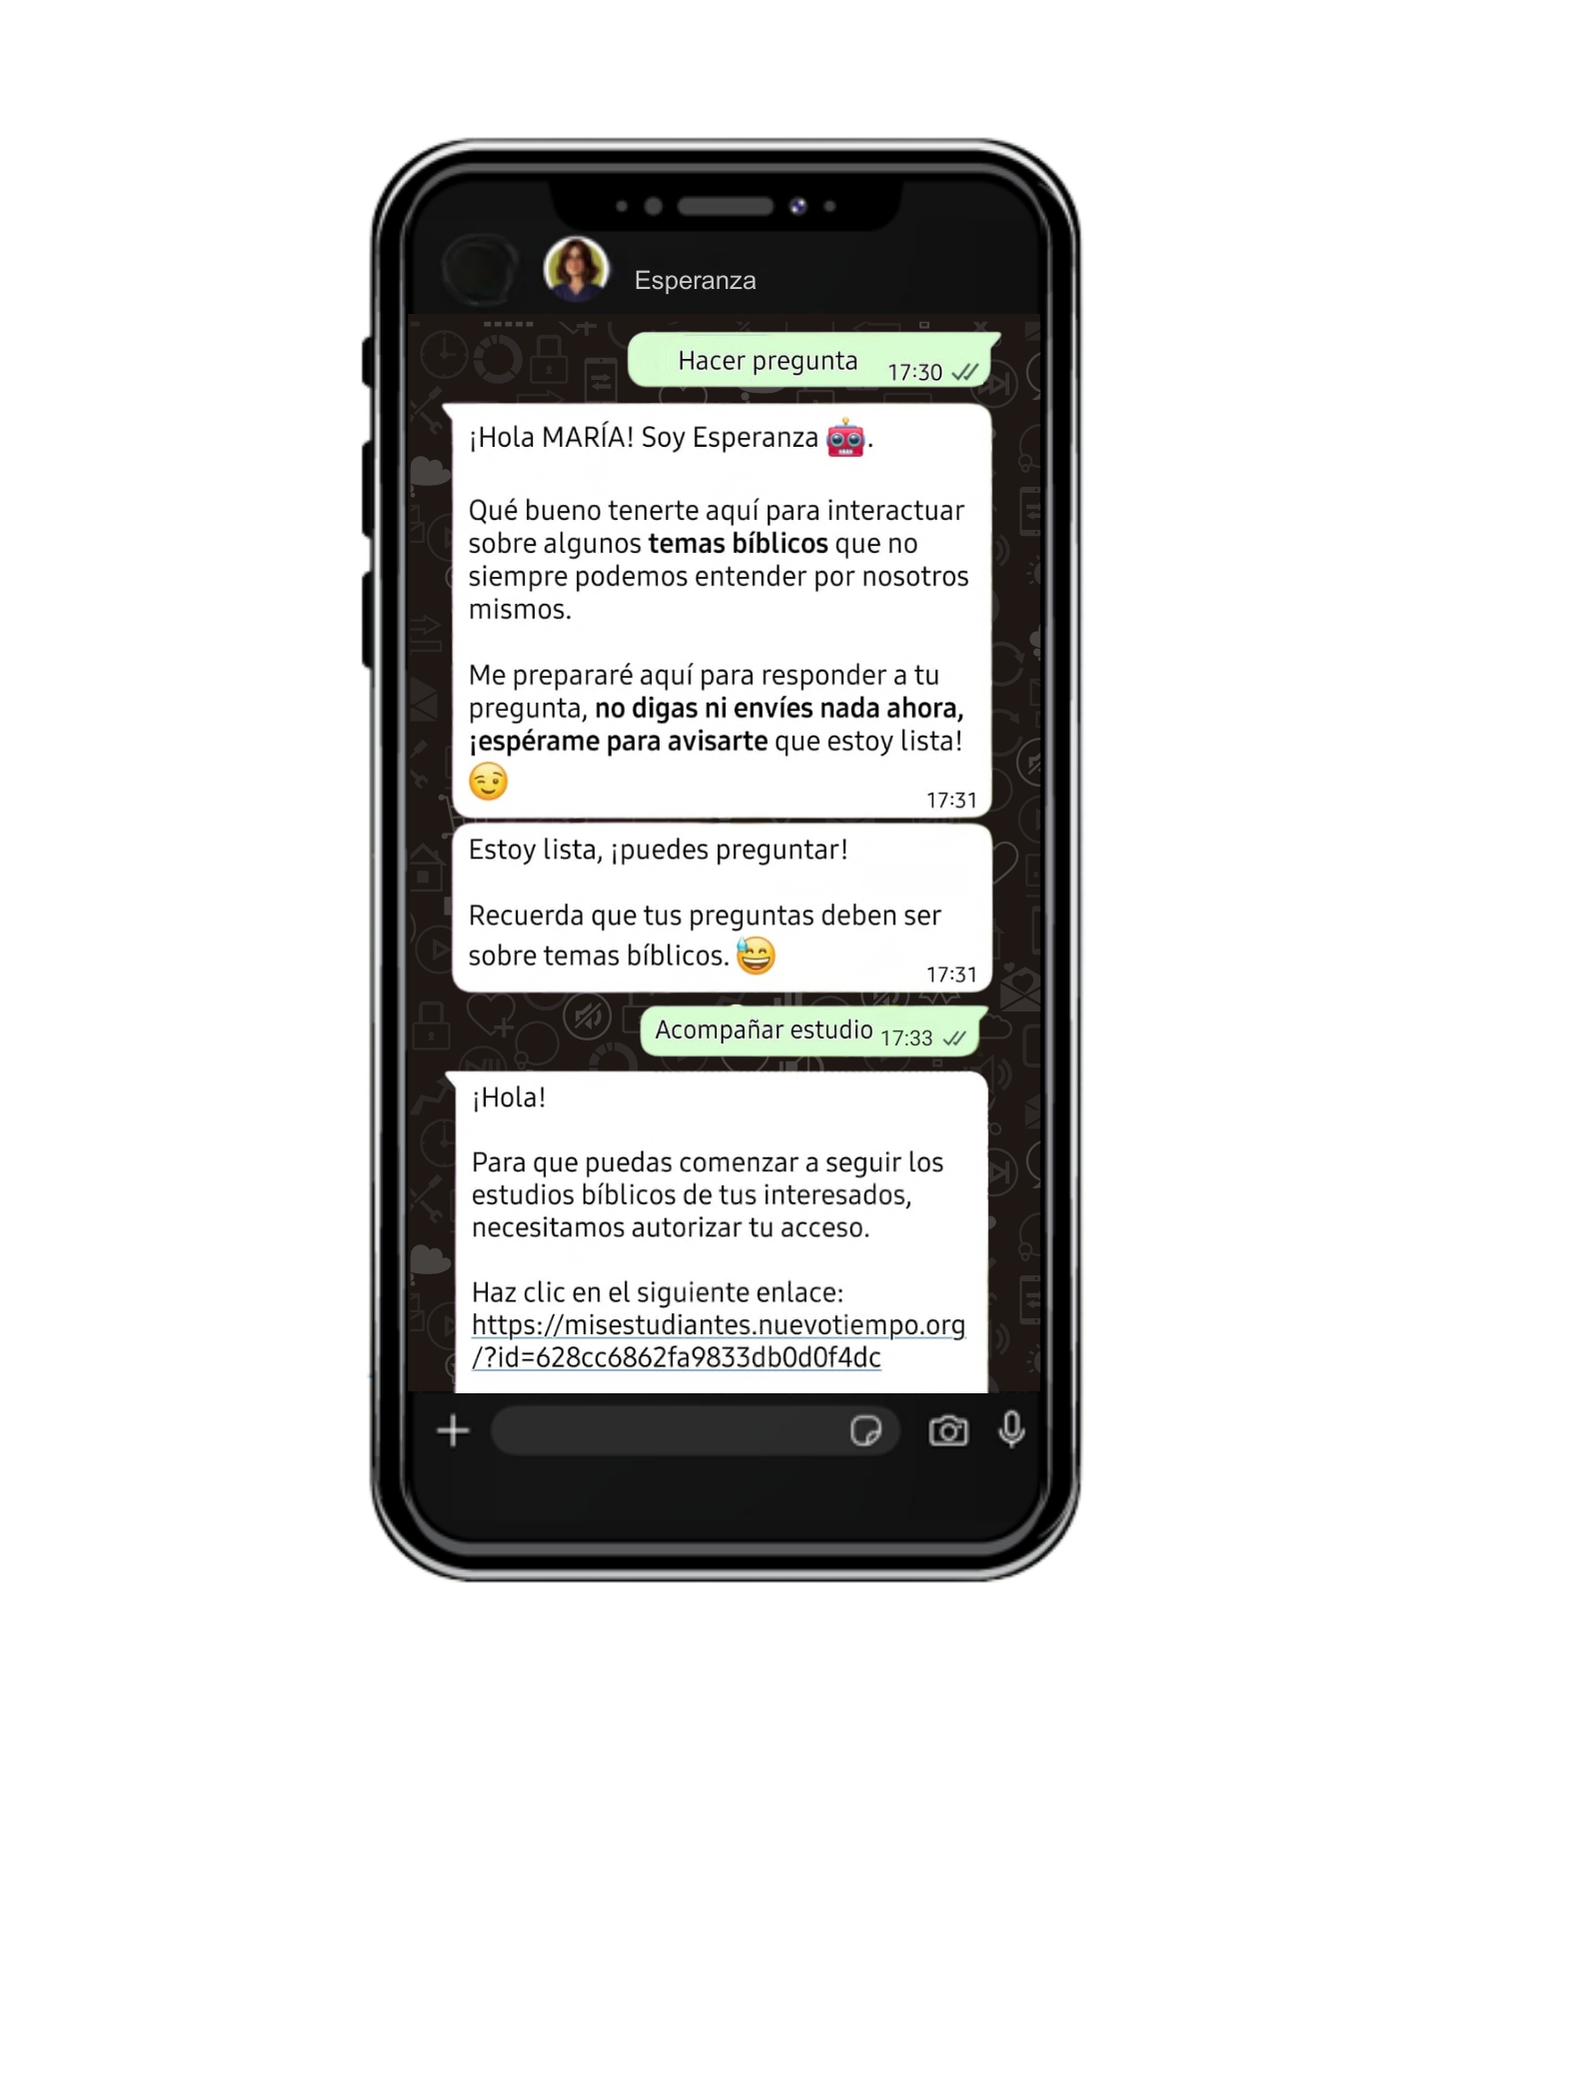 Esperanza
Hacer pregunta 17:30
¡Hola MARÍA! Soy Esperanza 🤖.
Qué bueno tenerte aquí para interactuar
sobre algunos temas bíblicos que no
siempre podemos entender por nosotros
mismos.
Me prepararé aquí para responder a tu
pregunta, no digas ni envíes nada ahora,
¡espérame para avisarte que estoy lista!
😉
17:31
Estoy lista, ¡puedes preguntar!
Recuerda que tus preguntas deben ser
sobre temas bíblicos. 😅
17:31
Acompañar estudio 17:33
¡Hola!
Para que puedas comenzar a seguir los
estudios bíblicos de tus interesados,
necesitamos autorizar tu acceso.
Haz clic en el siguiente enlace:
https://misestudiantes.nuevotiempo.org
/?id=628cc6862fa9833db0d0f4dc